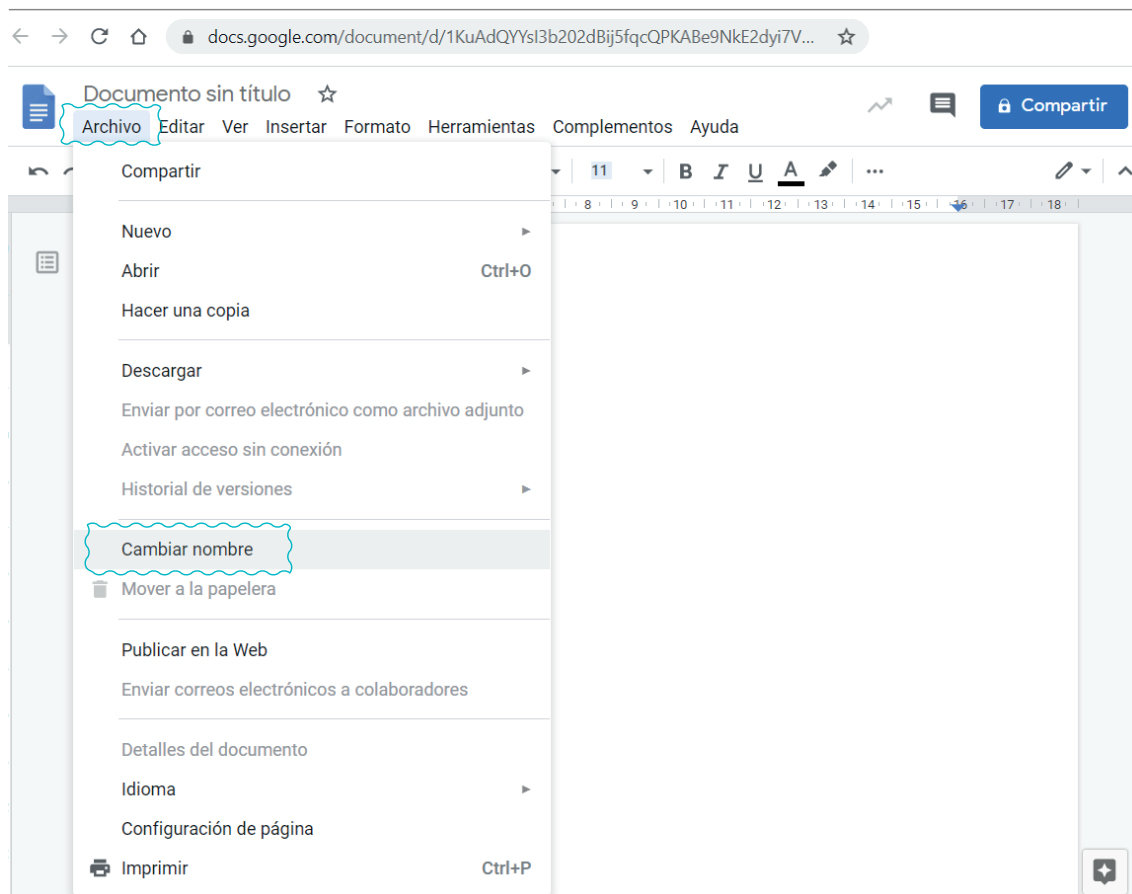 docs.google.com/document/d/1KuAdQYYsI3b202dBij5fqcQPKABe9NkE2dyi7V...
Documento sin título
Archivo Editar Ver Insertar Formato Herramientas Complementos Ayuda
Compartir
11 B I U A ...
8 9 10 11 12 13 14 15 16 17 18
Compartir
Nuevo
Abrir Ctrl+O
Hacer una copia
Descargar
Enviar por correo electrónico como archivo adjunto
Activar acceso sin conexión
Historial de versiones
Cambiar nombre
Mover a la papelera
Publicar en la Web
Enviar correos electrónicos a colaboradores
Detalles del documento
Idioma
Configuración de página
Imprimir Ctrl+P